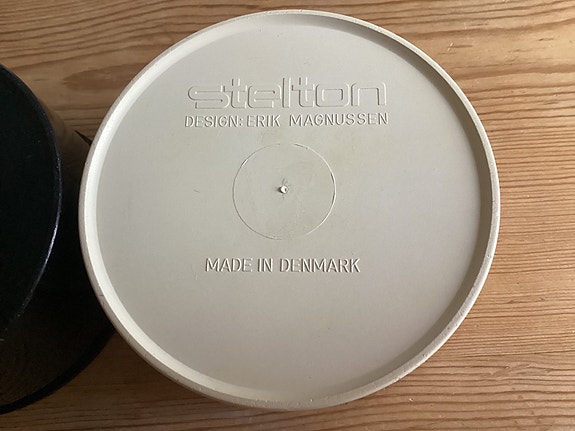 stelton
DESIGN: ERIK MAGNUSSEN
MADE IN DENMARK